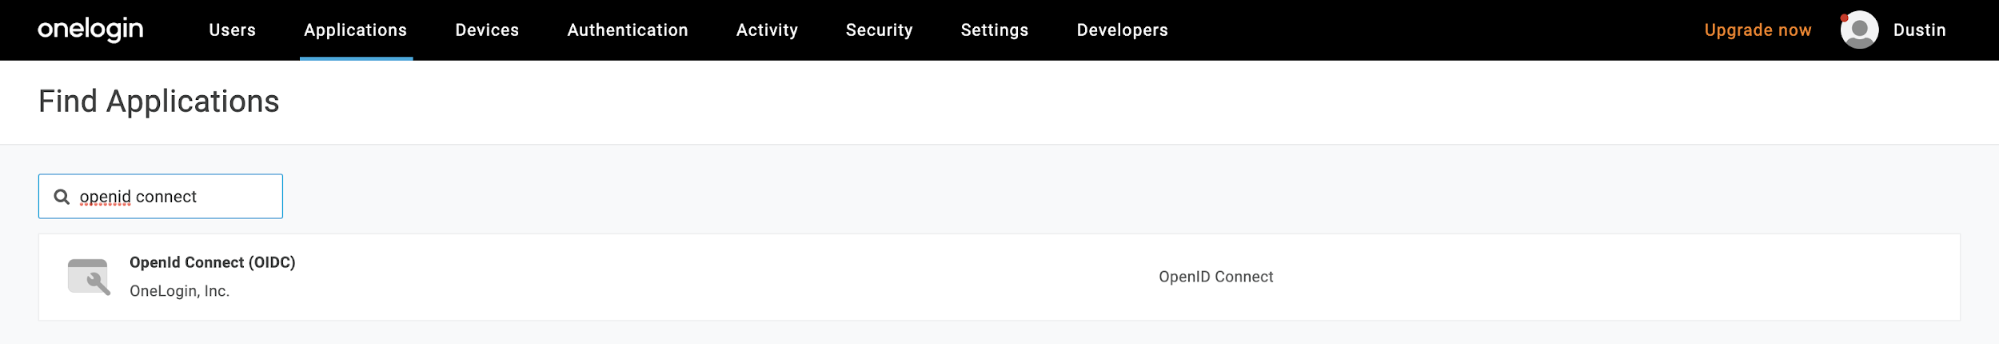 onelogin Users Applications Devices Authentication Activity Security Settings Developers Upgrade now Dustin
Find Applications
openid connect
OpenId Connect (OIDC)
OneLogin, Inc.
OpenID Connect